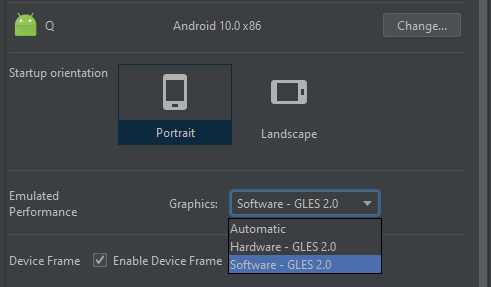 Q Android 10.0 x86 Change...
Startup orientation
Portrait
Landscape
Emulated
Performance
Graphics: Software - GLES 2.0
Automatic
Hardware - GLES 2.0
Software - GLES 2.0
Device Frame Enable Device Frame